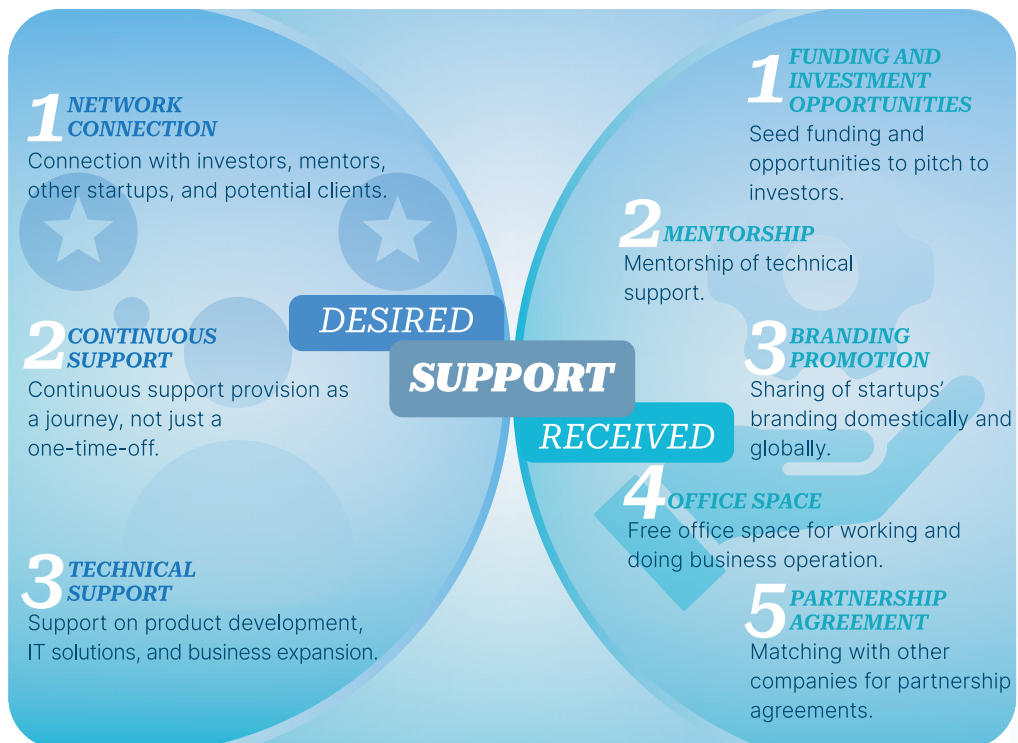 1 NETWORK
CONNECTION
Connection with investors, mentors,
other startups, and potential clients.
2 CONTINUOUS
SUPPORT
Continuous support provision as
a journey, not just a
one-time-off.
3 TECHNICAL
SUPPORT
Support on product development,
IT solutions, and business expansion.
DESIRED
SUPPORT
RECEIVED
1 FUNDING AND
INVESTMENT
OPPORTUNITIES
Seed funding and
opportunities to pitch to
investors.
2 MENTORSHIP
Mentorship of technical
support.
3 BRANDING
PROMOTION
Sharing of startups’
branding domestically and
globally.
4 OFFICE SPACE
Free office space for working and
doing business operation.
5 PARTNERSHIP
AGREEMENT
Matching with other
companies for partnership
agreements.